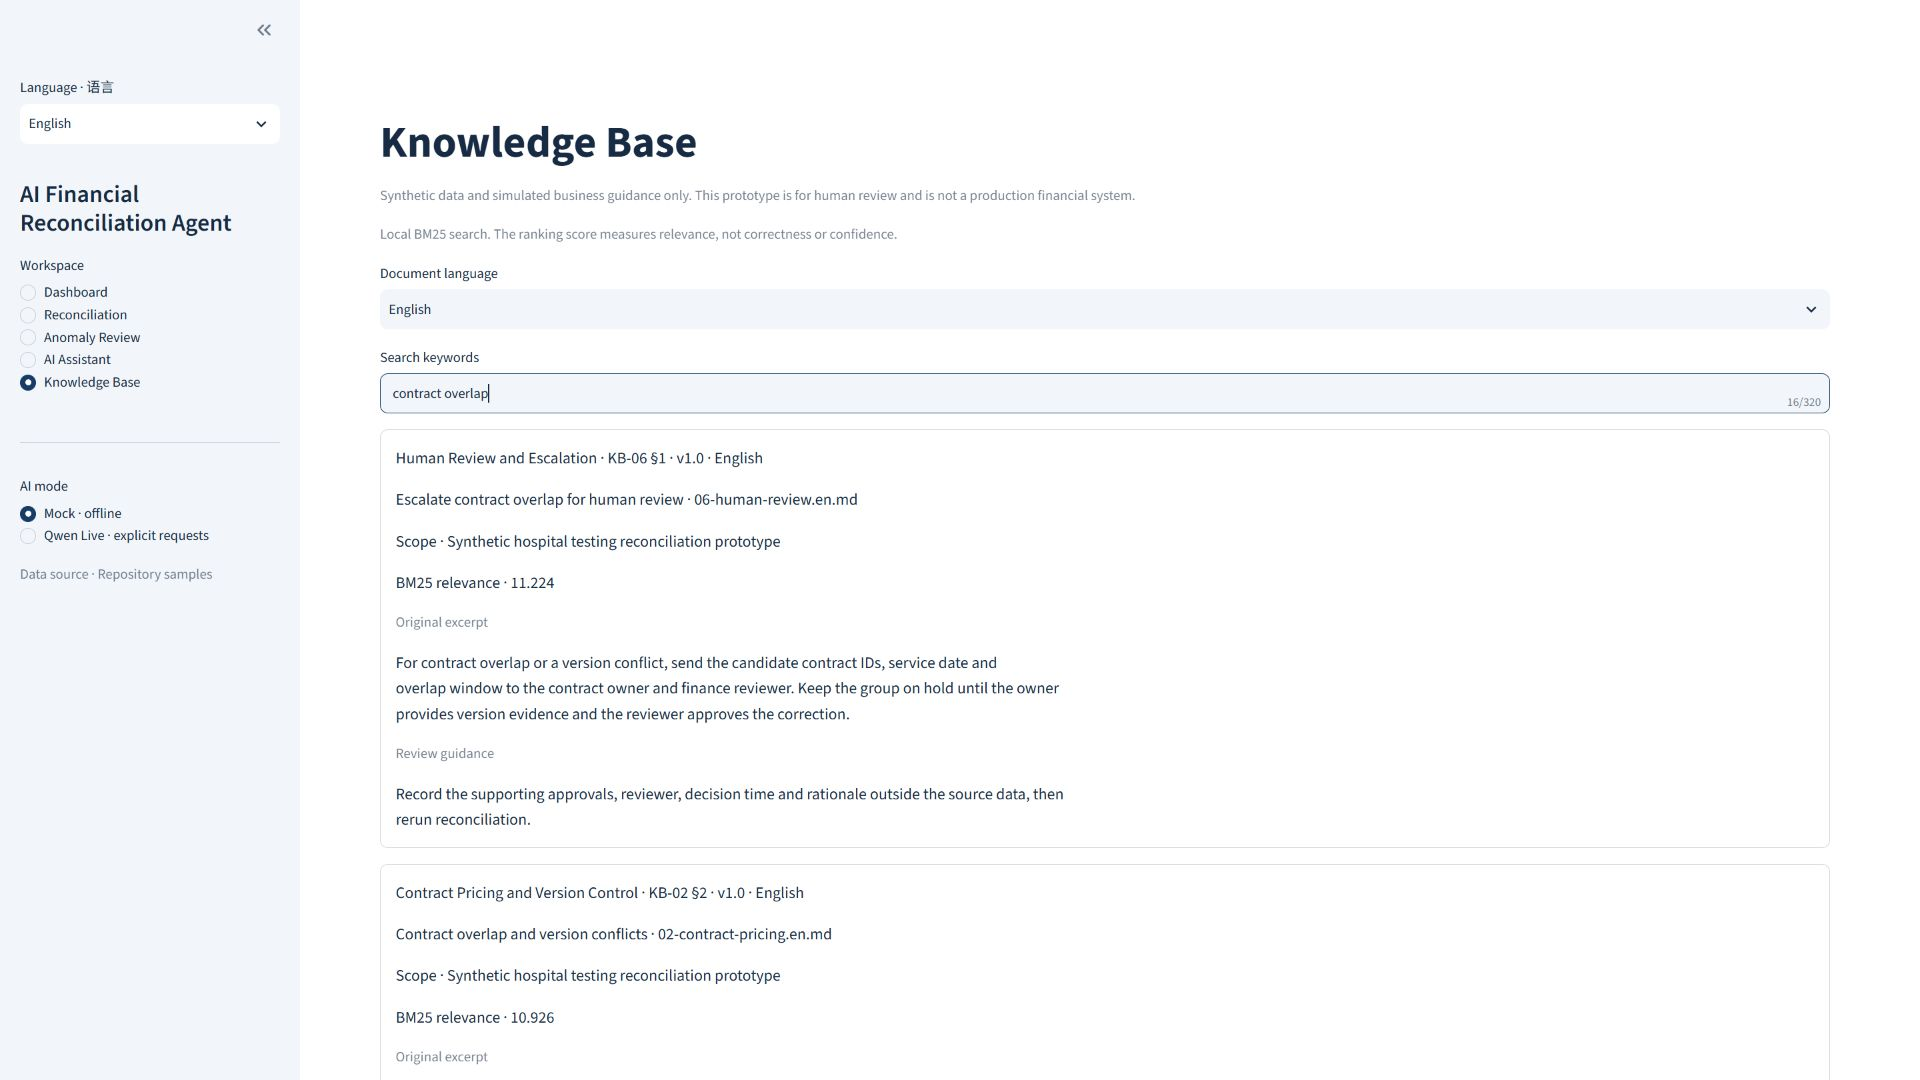 Language · 语言
English
AI Financial
Reconciliation Agent
Workspace
Dashboard
Reconciliation
Anomaly Review
AI Assistant
Knowledge Base
AI mode
Mock · offline
Qwen Live · explicit requests
Data source · Repository samples
Knowledge Base
Synthetic data and simulated business guidance only. This prototype is for human review and is not a production financial system.
Local BM25 search. The ranking score measures relevance, not correctness or confidence.
Document language
English
Search keywords
contract overlap
16/320
Human Review and Escalation · KB-06 §1 · v1.0 · English
Escalate contract overlap for human review · 06-human-review.en.md
Scope · Synthetic hospital testing reconciliation prototype
BM25 relevance · 11.224
Original excerpt
For contract overlap or a version conflict, send the candidate contract IDs, service date and
overlap window to the contract owner and finance reviewer. Keep the group on hold until the owner
provides version evidence and the reviewer approves the correction.
Review guidance
Record the supporting approvals, reviewer, decision time and rationale outside the source data, then
rerun reconciliation.
Contract Pricing and Version Control · KB-02 §2 · v1.0 · English
Contract overlap and version conflicts · 02-contract-pricing.en.md
Scope · Synthetic hospital testing reconciliation prototype
BM25 relevance · 10.926
Original excerpt